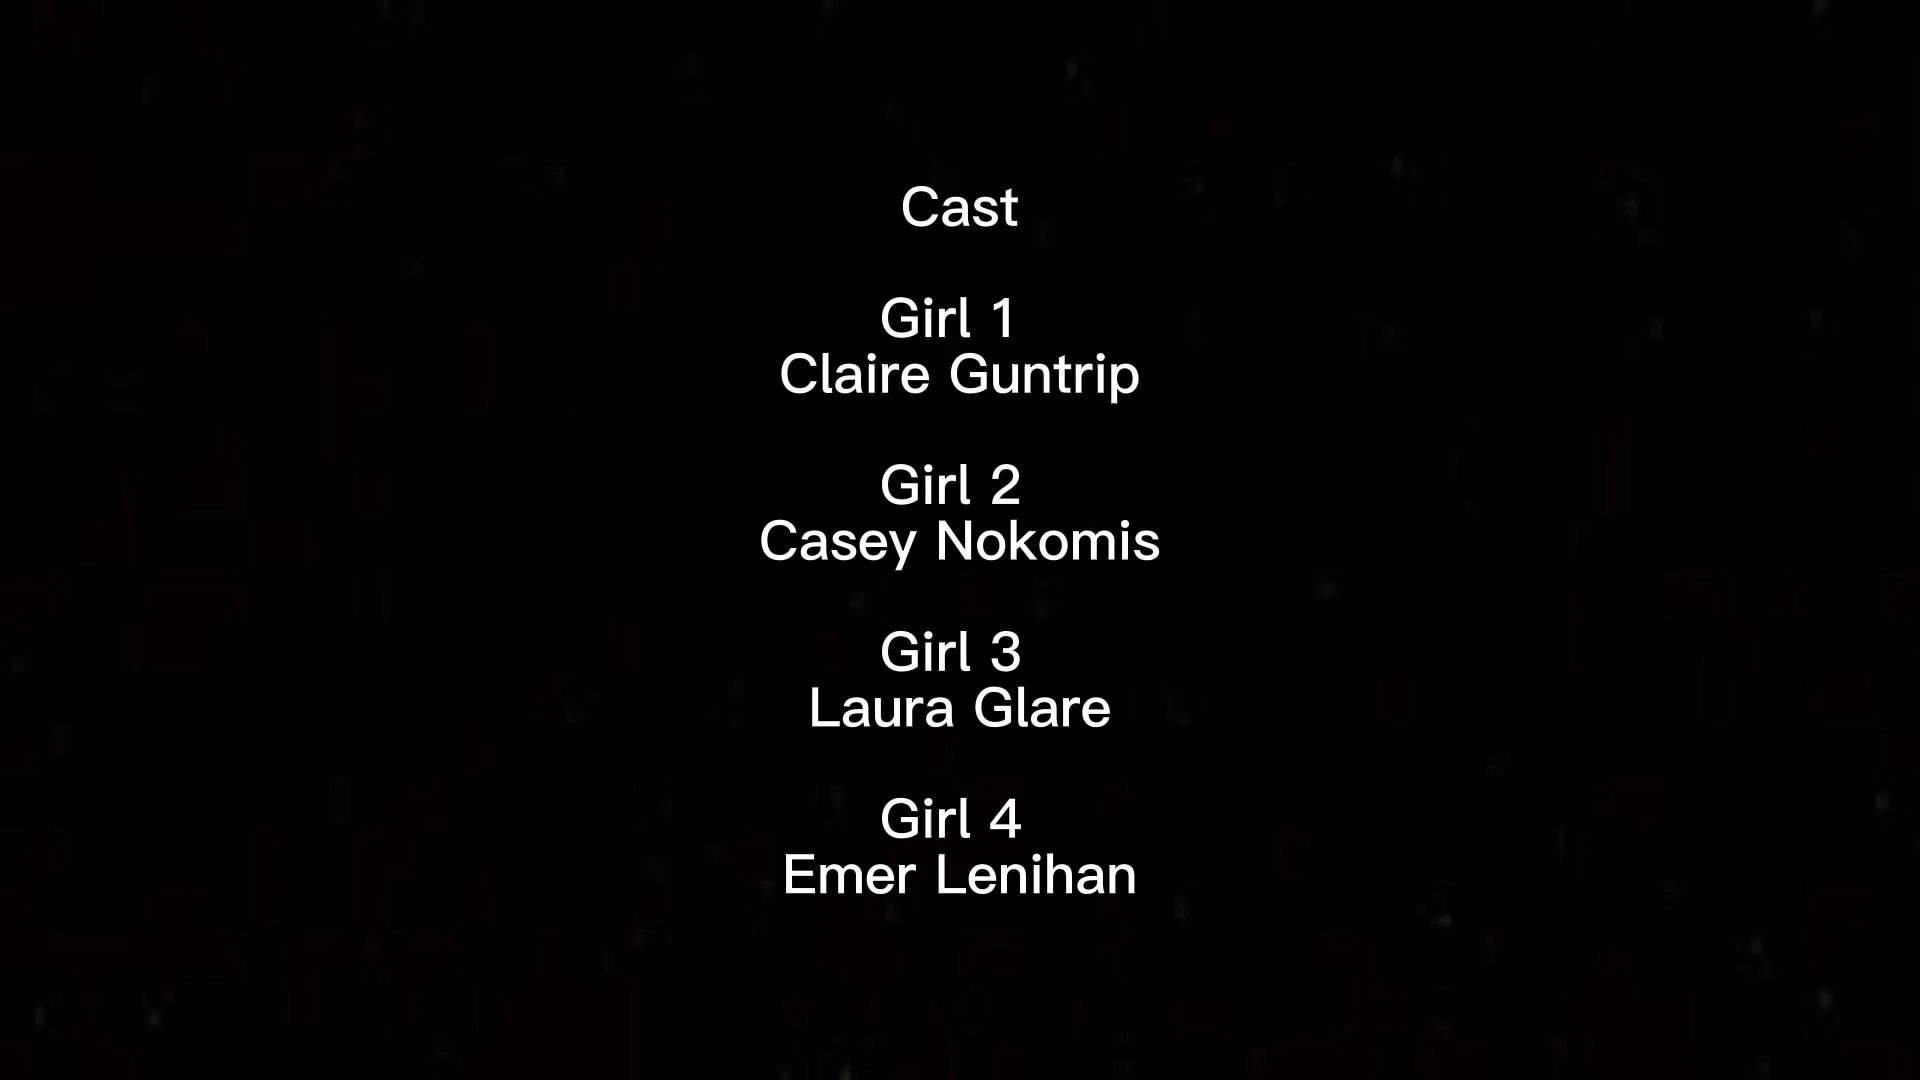 Cast
Girl 1
Claire Guntrip
Girl 2
Casey Nokomis
Girl 3
Laura Glare
Girl 4
Emer Lenihan